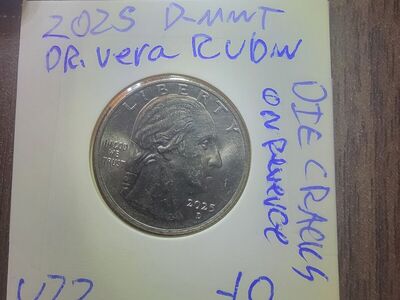 2025 D-MINT
DR. vera RUBIN
DIE CRACKS
ON REVERSE
LIBERTY
IN GOD
WE
TRUST
2025
D